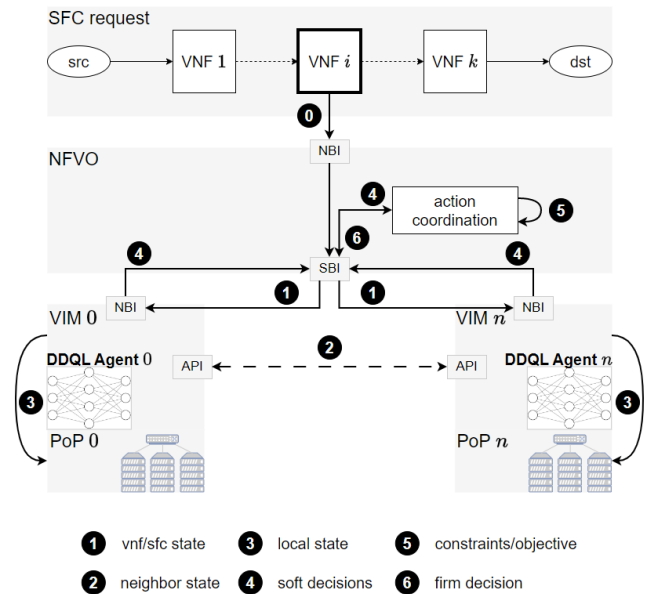 SFC request
src
VNF 1
VNF i
VNF k
dst
0
NBI
NFVO
4
action
coordination
5
6
4
SBI
4
1
1
VIM 0
NBI
VIM n
NBI
2
DDQL Agent 0
API
API
DDQL Agent n
3
3
PoP 0
PoP n
1 vnf/sfc state
3 local state
5 constraints/objective
2 neighbor state
4 soft decisions
6 firm decision